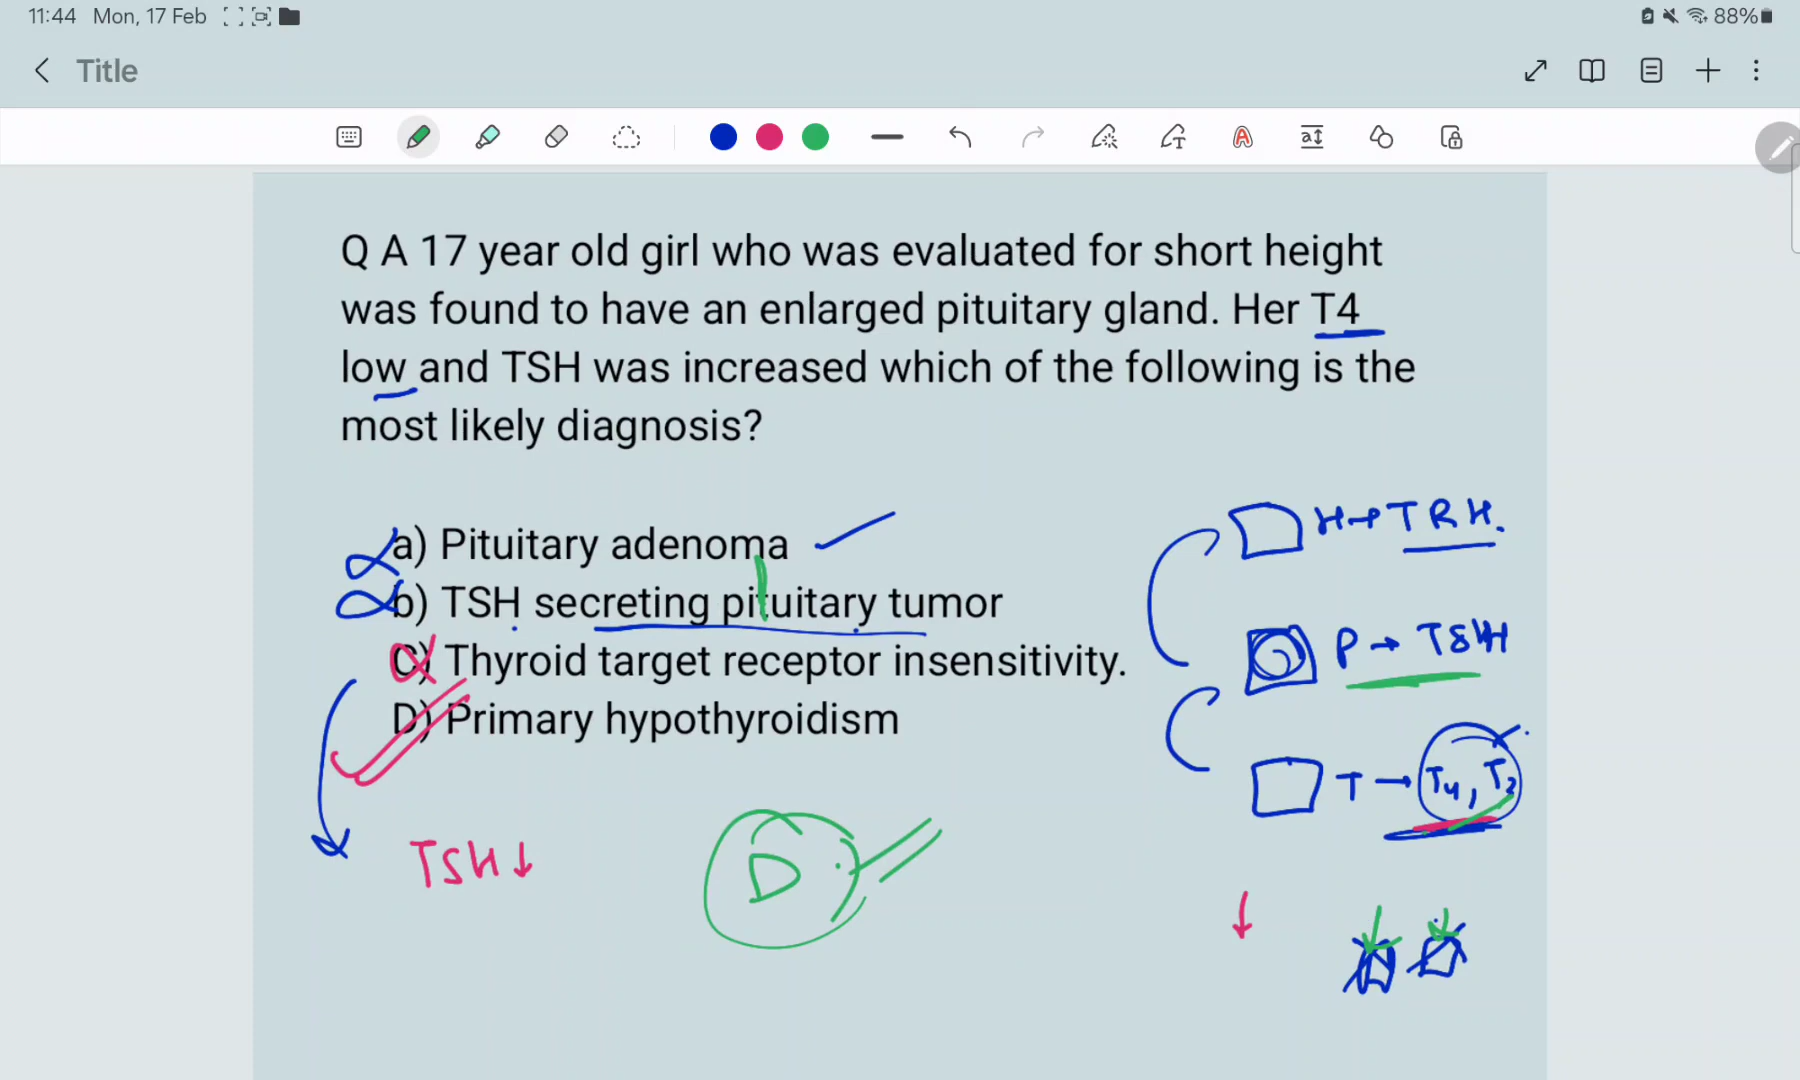 11:44 Mon, 17 Feb
88%
Title
Q A 17 year old girl who was evaluated for short height
was found to have an enlarged pituitary gland. Her T4
low and TSH was increased which of the following is the
most likely diagnosis?
a) Pituitary adenoma
b) TSH secreting pituitary tumor
C) Thyroid target receptor insensitivity.
D) Primary hypothyroidism
H → TRH.
P → TSH
T → T4, T3
TSH ↓
D
↓